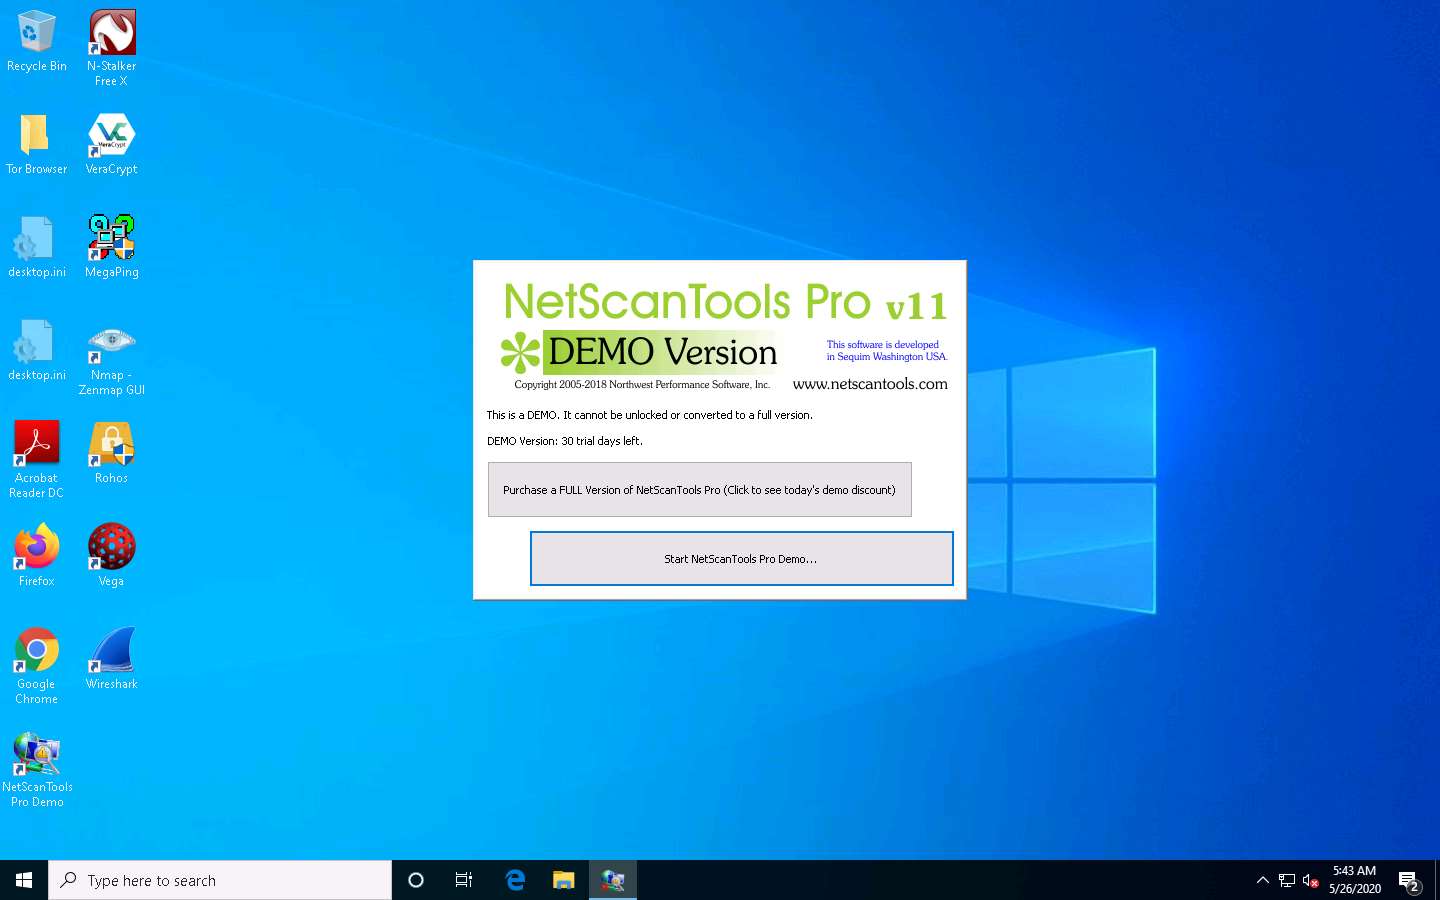 Recycle Bin
N-Stalker
Free X
Tor Browser
VeraCrypt
VeraCrypt
desktop.ini
MegaPing
desktop.ini
Nmap -
Zenmap GUI
Acrobat
Reader DC
Rohos
Firefox
Vega
Google
Chrome
Wireshark
NetScanTools
Pro Demo
NetScanTools Pro v11
DEMO Version
This software is developed
in Sequim Washington USA.
Copyright 2005-2018 Northwest Performance Software, Inc.
www.netscantools.com
This is a DEMO. It cannot be unlocked or converted to a full version.
DEMO Version: 30 trial days left.
Purchase a FULL Version of NetScanTools Pro (Click to see today's demo discount)
Start NetScanTools Pro Demo...
Type here to search
5:43 AM
5/26/2020
2